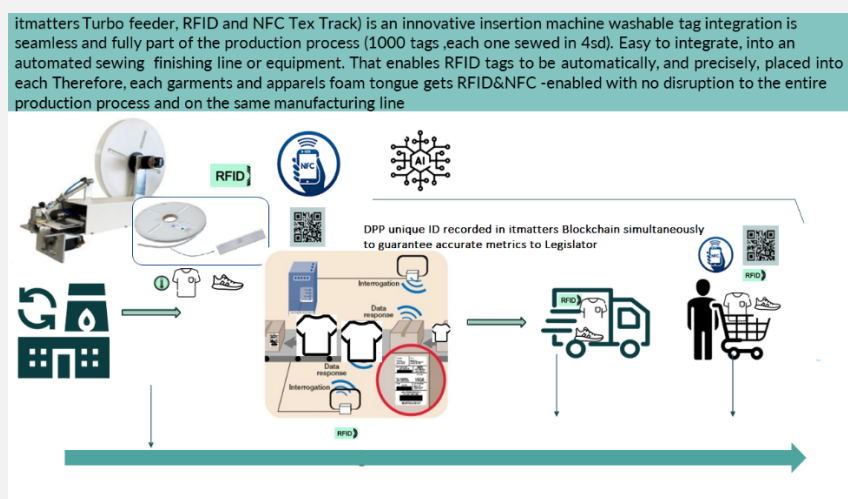 itmatters Turbo feeder, RFID and NFC Tex Track) is an innovative insertion machine washable tag integration is
seamless and fully part of the production process (1000 tags ,each one sewed in 4sd). Easy to integrate, into an
automated sewing finishing line or equipment. That enables RFID tags to be automatically, and precisely, placed into
each Therefore, each garments and apparels foam tongue gets RFID&NFC -enabled with no disruption to the entire
production process and on the same manufacturing line
RFID
NFC
AI
DPP unique ID recorded in itmatters Blockchain simultaneously
to guarantee accurate metrics to Legislator
NFC
RFID
Interrogation
Data
response
RFID
Data
response
Interrogation
RFID